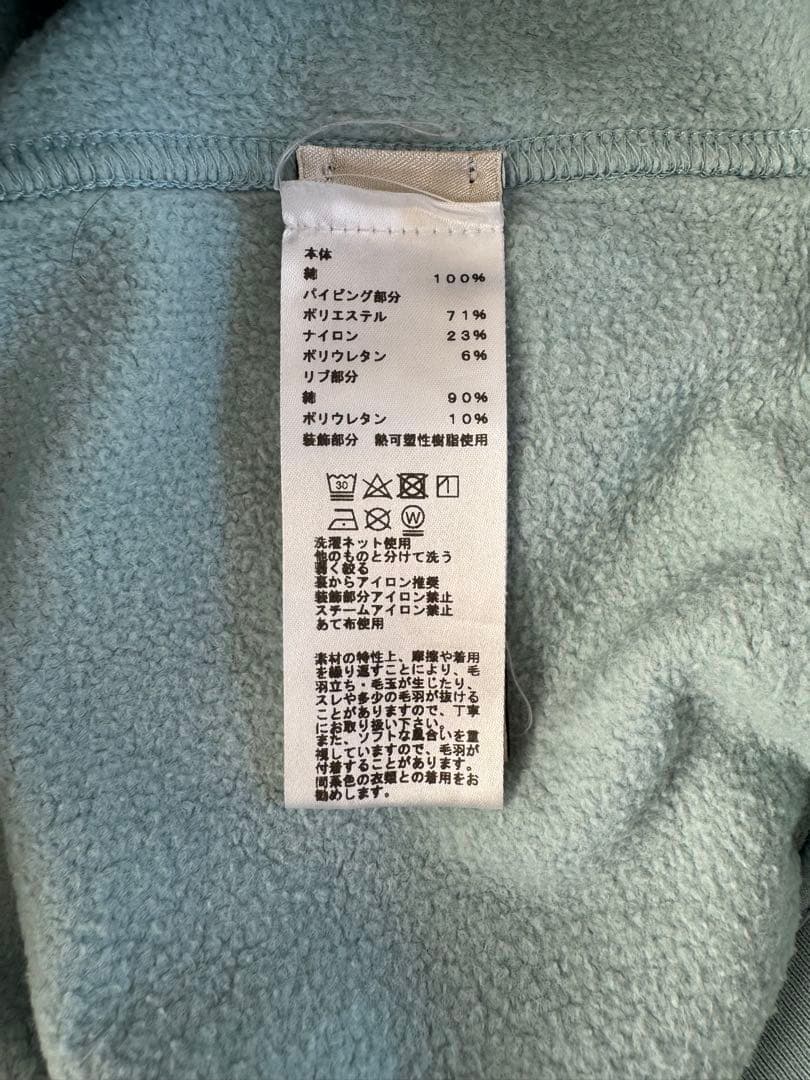 本体
綿 100%
パイピング部分
ポリエステル 71%
ナイロン 23%
ポリウレタン 6%
リブ部分
綿 90%
ポリウレタン 10%
装飾部分 熱可塑性樹脂使用
30
W
洗濯ネット使用
他のものと分けて洗う
弱く絞る
裏からアイロン推奨
装飾部分アイロン禁止
スチームアイロン禁止
あて布使用
素材の特性上、摩擦や着用
を繰り返すことにより、毛
羽立ち・毛玉が生じたり、
スレや多少の毛羽が抜ける
ことがありますので、丁寧
にお取り扱い下さい。
また、ソフトな風合いを重
視していますので、毛羽が
付着することがあります。
同系色の衣類との着用をお
勧めします。